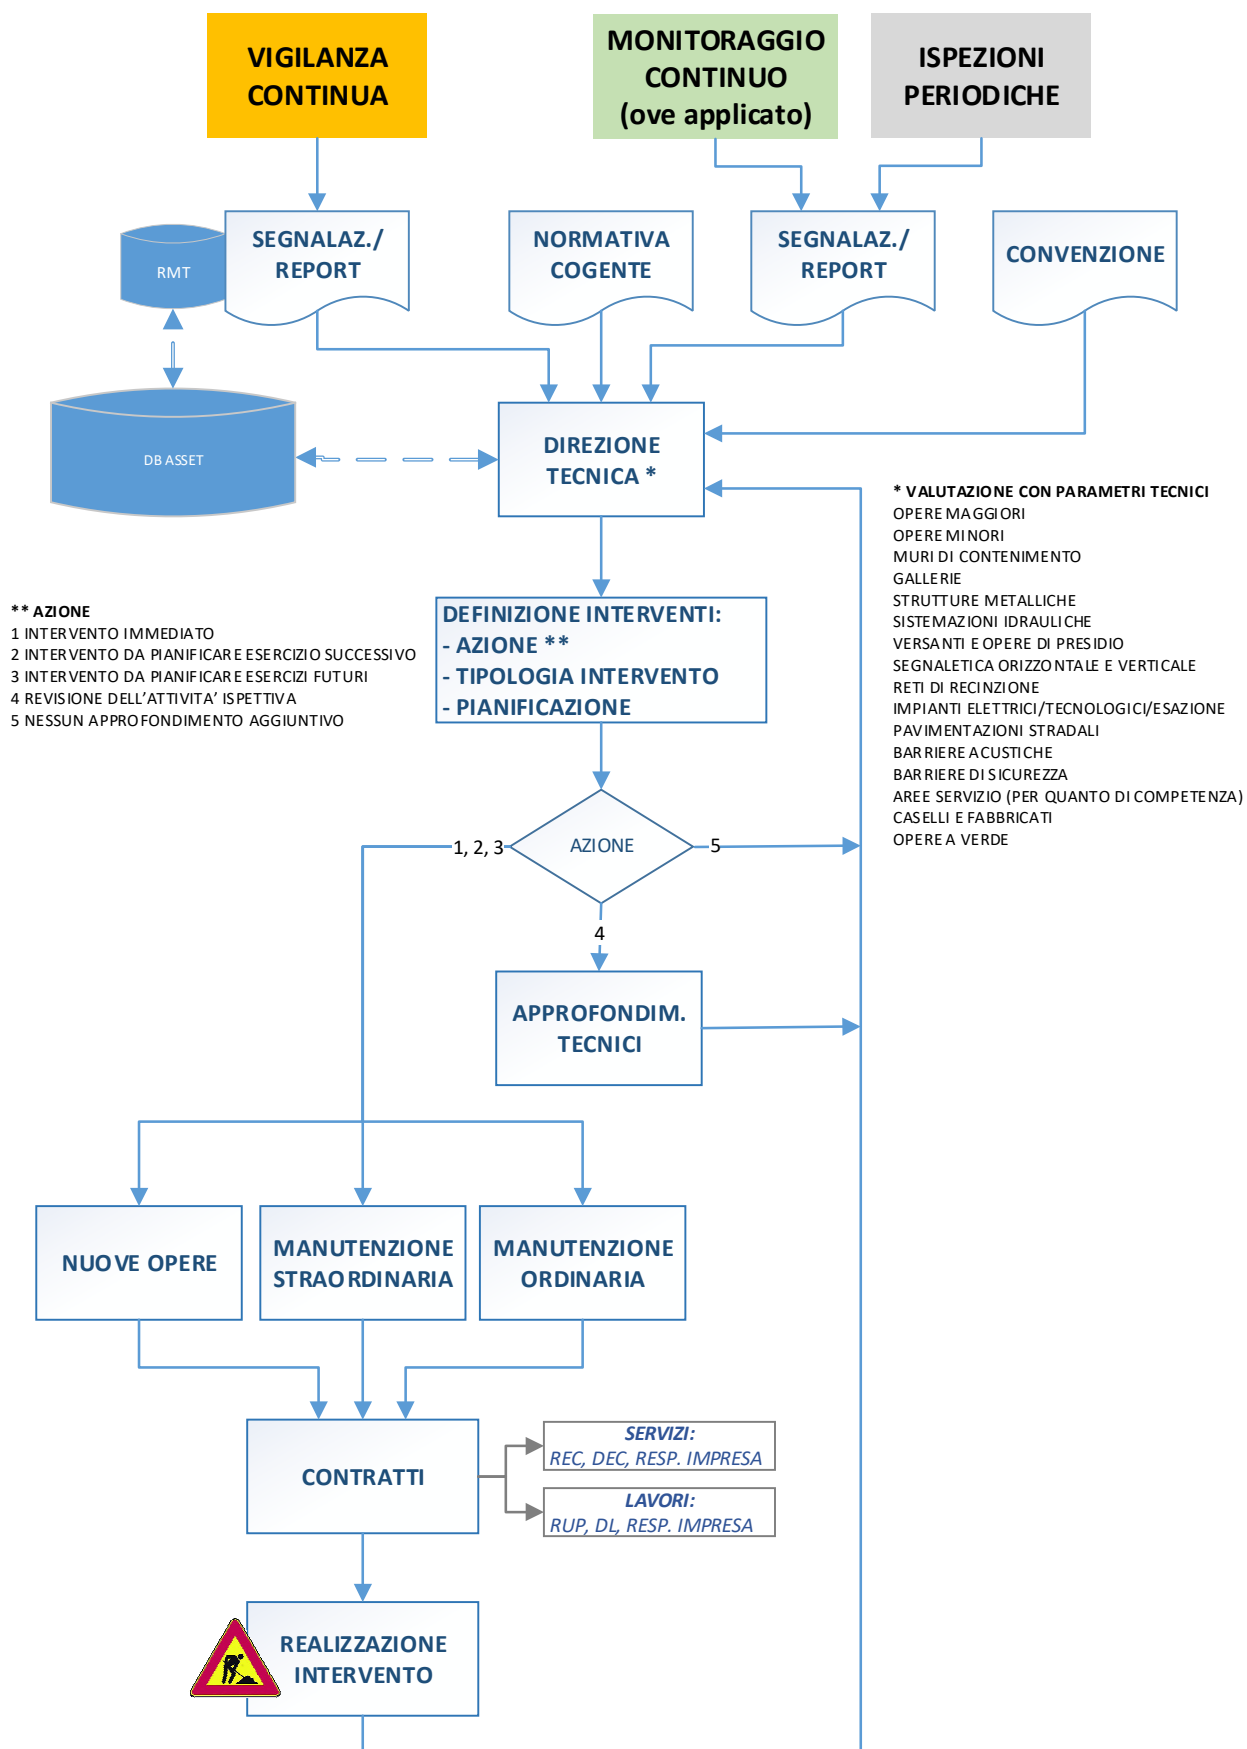 VIGILANZA
CONTINUA
MONITORAGGIO
CONTINUO
(ove applicato)
ISPEZIONI
PERIODICHE
RMT
SEGNALAZ./
REPORT
NORMATIVA
COGENTE
SEGNALAZ./
REPORT
CONVENZIONE
DB ASSET
DIREZIONE
TECNICA *
* VALUTAZIONE CON PARAMETRI TECNICI
OPERE MAGGIORI
OPERE MINORI
MURI DI CONTENIMENTO
GALLERIE
STRUTTURE METALLICHE
SISTEMAZIONI IDRAULICHE
VERSANTI E OPERE DI PRESIDIO
SEGNALETICA ORIZZONTALE E VERTICALE
RETI DI RECINZIONE
IMPIANTI ELETTRICI/TECNOLOGICI/ESAZIONE
PAVIMENTAZIONI STRADALI
BARRIERE ACUSTICHE
BARRIERE DI SICUREZZA
AREE SERVIZIO (PER QUANTO DI COMPETENZA)
CASELLI E FABBRICATI
OPERE A VERDE
** AZIONE
1 INTERVENTO IMMEDIATO
2 INTERVENTO DA PIANIFICARE ESERCIZIO SUCCESSIVO
3 INTERVENTO DA PIANIFICARE ESERCIZI FUTURI
4 REVISIONE DELL’ATTIVITA’ ISPETTIVA
5 NESSUN APPROFONDIMENTO AGGIUNTIVO
DEFINIZIONE INTERVENTI:
- AZIONE **
- TIPOLOGIA INTERVENTO
- PIANIFICAZIONE
1, 2, 3
AZIONE
5
4
APPROFONDIM.
TECNICI
NUOVE OPERE
MANUTENZIONE
STRAORDINARIA
MANUTENZIONE
ORDINARIA
CONTRATTI
SERVIZI:
REC, DEC, RESP. IMPRESA
LAVORI:
RUP, DL, RESP. IMPRESA
REALIZZAZIONE
INTERVENTO